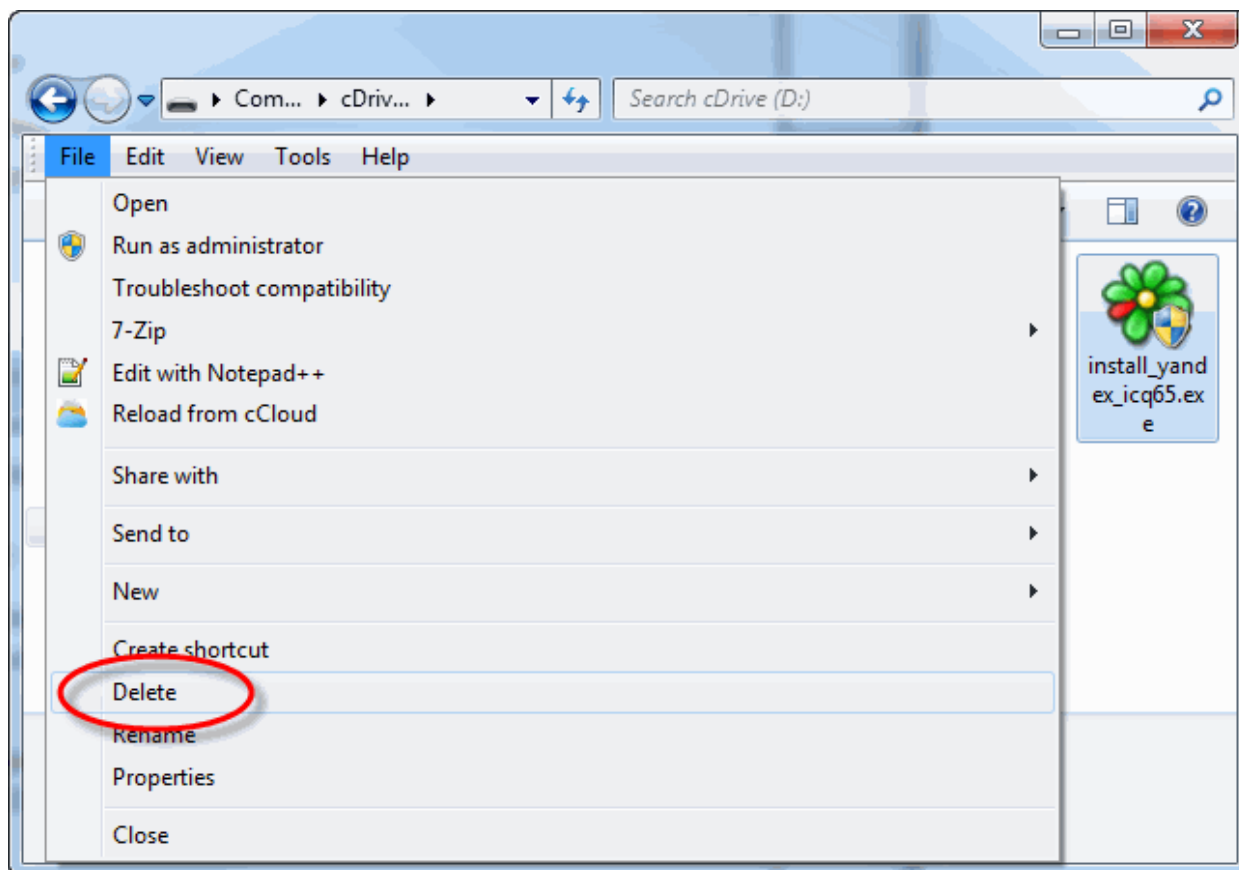 Com... cDriv...
Search cDrive (D:)
File Edit View Tools Help
Open
Run as administrator
Troubleshoot compatibility
7-Zip
Edit with Notepad++
Reload from cCloud
Share with
Send to
New
Create shortcut
Delete
Rename
Properties
Close
install_yand
ex_icq65.ex
e